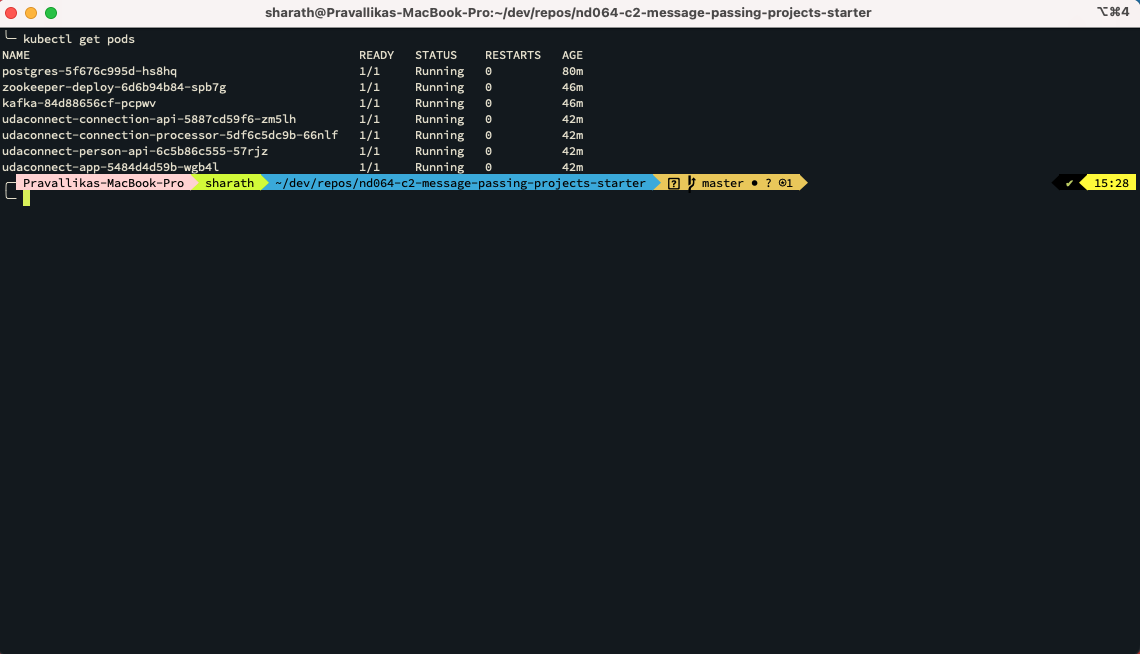 sharath@Pravallikas-MacBook-Pro:~/dev/repos/nd064-c2-message-passing-projects-starter ⌥⌘4
kubectl get pods
NAME READY STATUS RESTARTS AGE
postgres-5f676c995d-hs8hq 1/1 Running 0 80m
zookeeper-deploy-6d6b94b84-spb7g 1/1 Running 0 46m
kafka-84d88656cf-pcpwv 1/1 Running 0 46m
udaconnect-connection-api-5887cd59f6-zm5lh 1/1 Running 0 42m
udaconnect-connection-processor-5df6c5dc9b-66nlf 1/1 Running 0 42m
udaconnect-person-api-6c5b86c555-57rjz 1/1 Running 0 42m
udaconnect-app-5484d4d59b-wgb4l 1/1 Running 0 42m
Pravallikas-MacBook-Pro sharath ~/dev/repos/nd064-c2-message-passing-projects-starter master ● ? ⊙1 ✔ 15:28